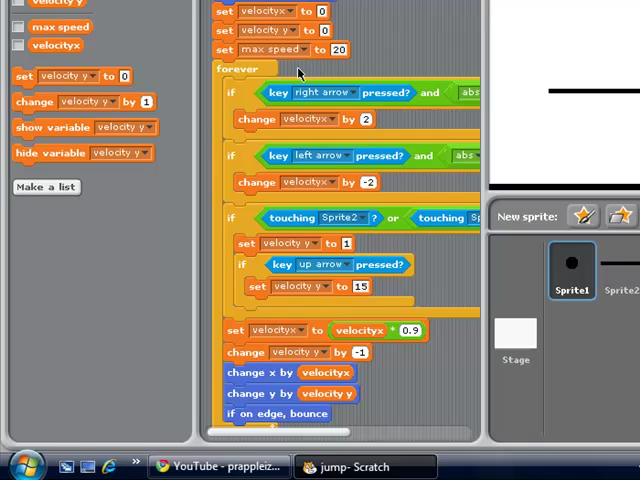 velocity y
max speed
velocityx
set velocity y to 0
change velocity y by 1
show variable velocity y
hide variable velocity y
Make a list
set velocityx to 0
set velocity y to 0
set max speed to 20
forever
if key right arrow pressed? and abs
change velocityx by 2
if key left arrow pressed? and abs
change velocityx by -2
if touching Sprite2 ? or touching Sp
set velocity y to 1
if key up arrow pressed?
set velocity y to 15
set velocityx to velocityx * 0.9
change velocity y by -1
change x by velocityx
change y by velocity y
if on edge, bounce
New sprite:
Sprite1
Sprite2
Stage
YouTube - prappleiz...
jump- Scratch